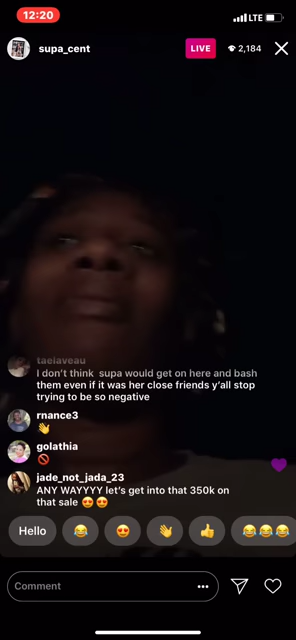 12:20
LTE
supa_cent
LIVE
2,184
taelaveau
I don't think supa would get on here and bash
them even if it was her close friends y'all stop
trying to be so negative
rnance3
👋
golathia
🚫
jade_not_jada_23
ANY WAYYYY let's get into that 350k on
that sale 😍😍
Hello 😂 😍 👋 👍 😂😂😂
Comment